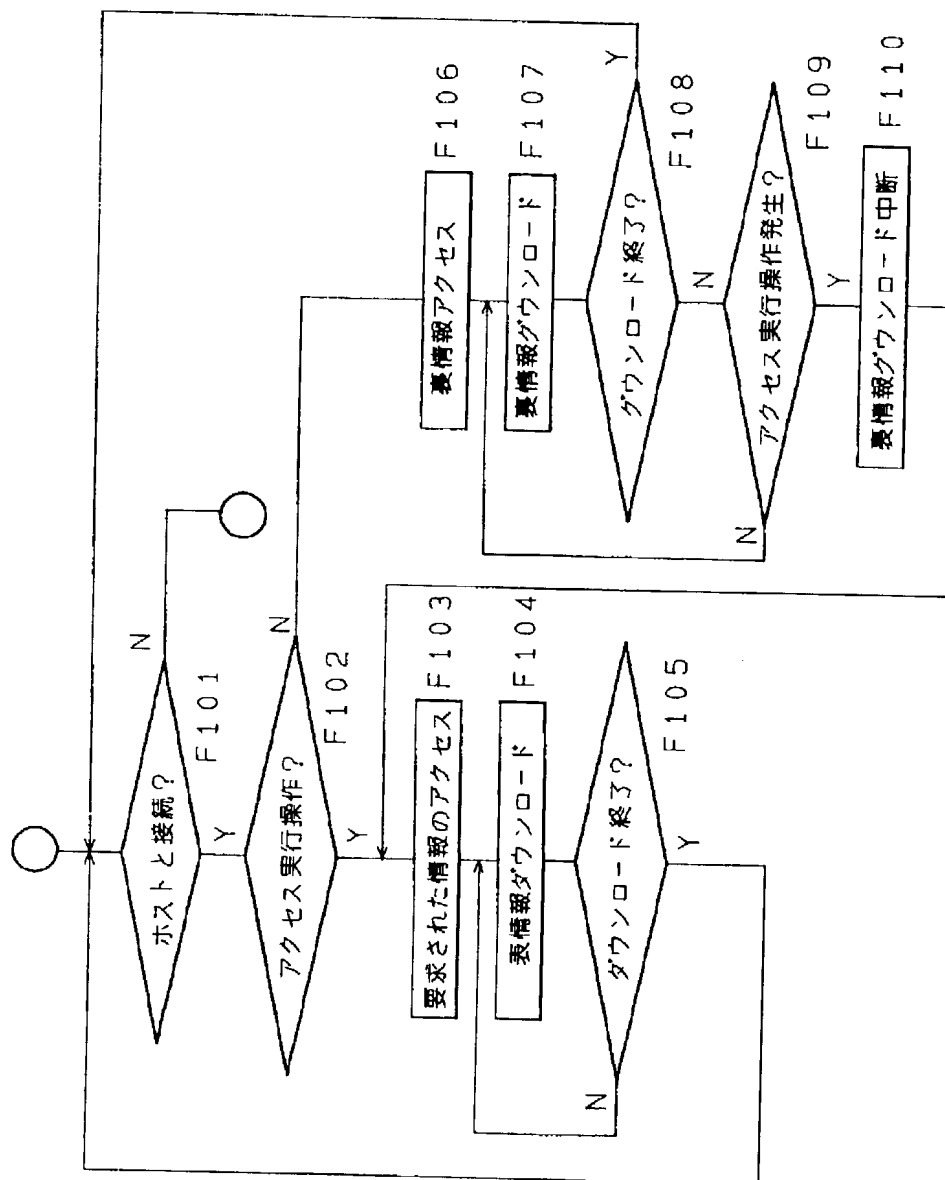 ホストと接続?
N
F101
Y
アクセス実行操作?
N
F102
Y
要求された情報のアクセス
F103
表情報ダウンロード
F104
ダウンロード終了?
F105
N
Y
裏情報アクセス
F106
裏情報ダウンロード
F107
ダウンロード終了?
Y
F108
N
アクセス実行操作発生?
F109
N
Y
裏情報ダウンロード中断
F110